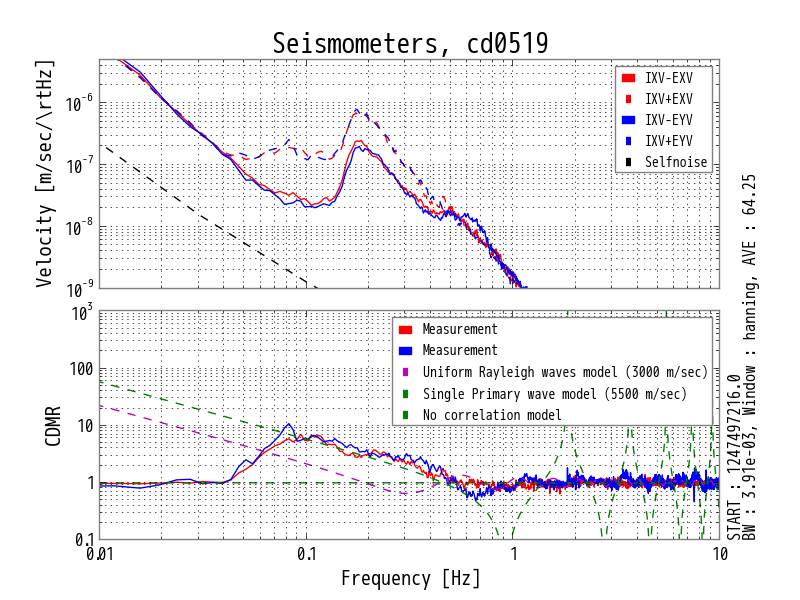 Seismometers, cd0519
Velocity [m/sec/\rtHz]
10^-6
10^-7
10^-8
10^-9
IXV-EXV
IXV+EXV
IXV-EYV
IXV+EYV
Selfnoise
CDMR
10^3
100
10
1
0.1
Measurement
Measurement
Uniform Rayleigh waves model (3000 m/sec)
Single Primary wave model (5500 m/sec)
No correlation model
0.01
0.1
1
10
Frequency [Hz]
START : 1247497216.0
BW : 3.91e-03, Window : hanning, AVE : 64.25